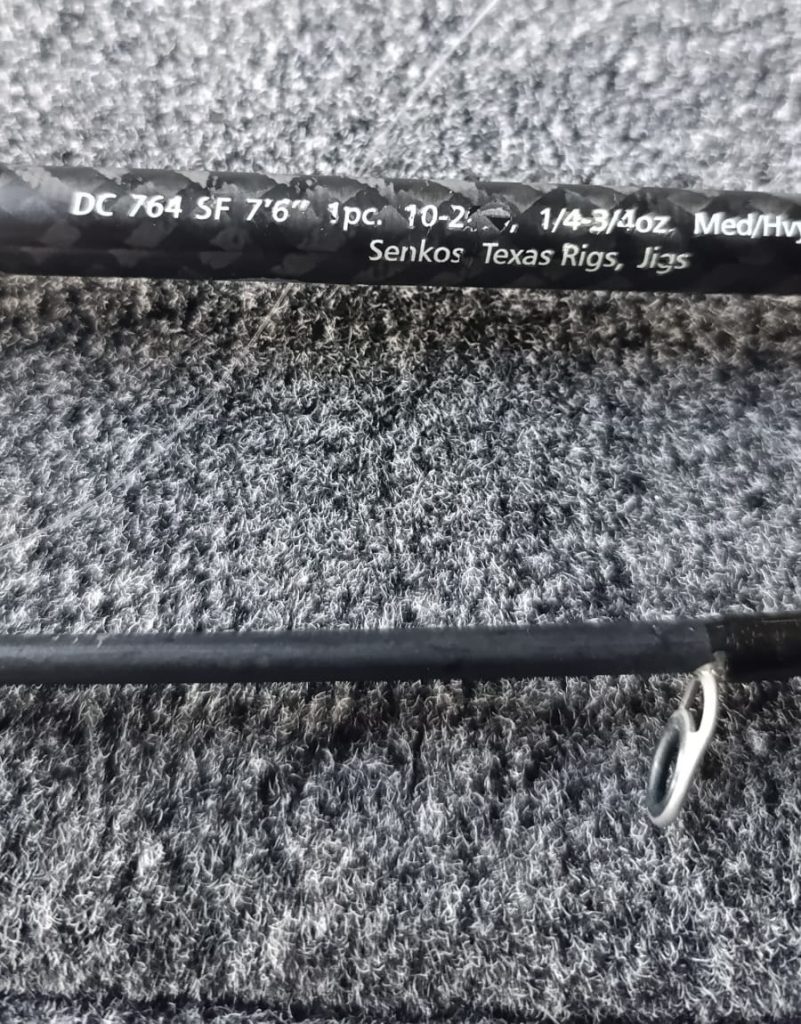 DC 764 SF 7'6" 1pc. 1/4-3/4oz. Med/Hvy
Senkos, Texas Rigs, Jigs